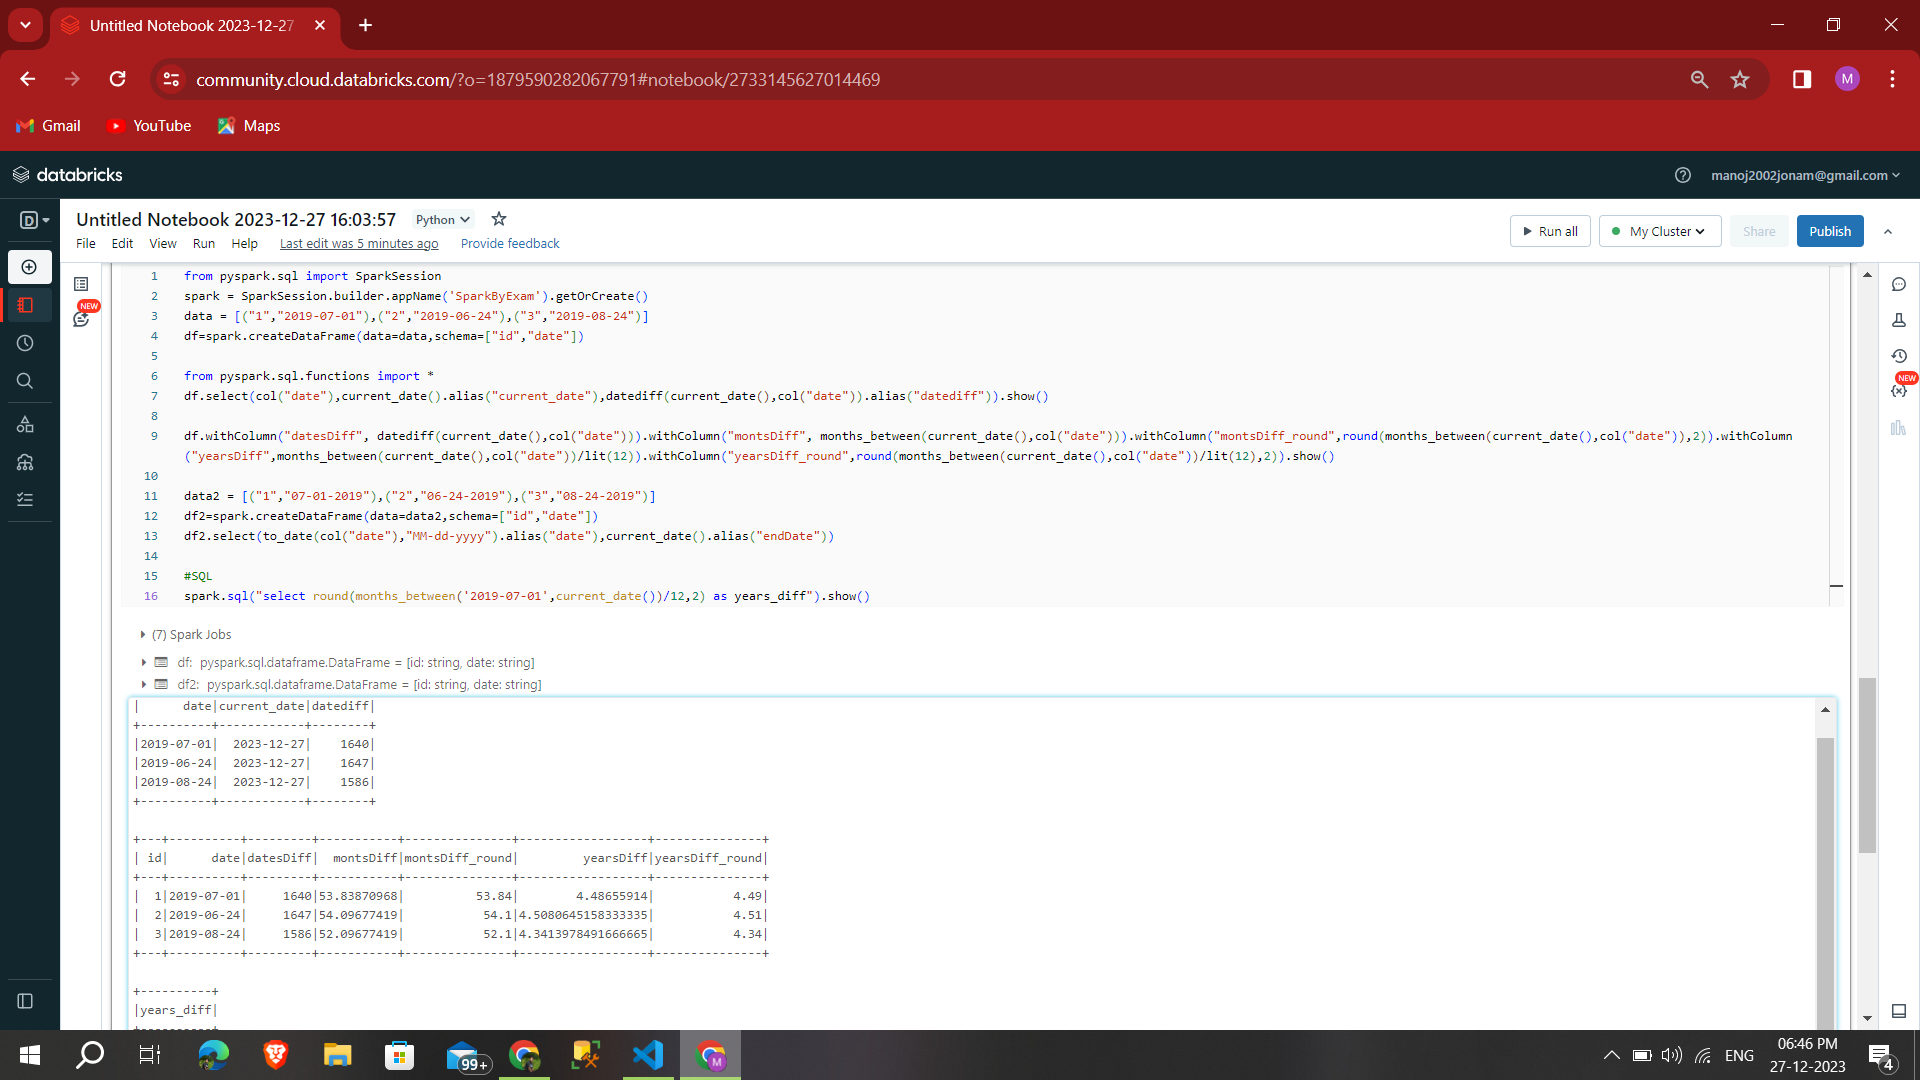 Untitled Notebook 2023-12-27
community.cloud.databricks.com/?o=1879590282067791#notebook/2733145627014469
M
Gmail YouTube Maps
databricks
manoj2002jonam@gmail.com
D
Untitled Notebook 2023-12-27 16:03:57 Python
File Edit View Run Help Last edit was 5 minutes ago Provide feedback
Run all My Cluster Share Publish
NEW
NEW
1 from pyspark.sql import SparkSession
2 spark = SparkSession.builder.appName('SparkByExam').getOrCreate()
3 data = [("1","2019-07-01"),("2","2019-06-24"),("3","2019-08-24")]
4 df=spark.createDataFrame(data=data,schema=["id","date"])
5
6 from pyspark.sql.functions import *
7 df.select(col("date"),current_date().alias("current_date"),datediff(current_date(),col("date")).alias("datediff")).show()
8
9 df.withColumn("datesDiff", datediff(current_date(),col("date"))).withColumn("montsDiff", months_between(current_date(),col("date"))).withColumn("montsDiff_round",round(months_between(current_date(),col("date")),2)).withColumn
("yearsDiff",months_between(current_date(),col("date"))/lit(12)).withColumn("yearsDiff_round",round(months_between(current_date(),col("date"))/lit(12),2)).show()
10
11 data2 = [("1","07-01-2019"),("2","06-24-2019"),("3","08-24-2019")]
12 df2=spark.createDataFrame(data=data2,schema=["id","date"])
13 df2.select(to_date(col("date"),"MM-dd-yyyy").alias("date"),current_date().alias("endDate"))
14
15 #SQL
16 spark.sql("select round(months_between('2019-07-01',current_date())/12,2) as years_diff").show()
(7) Spark Jobs
df: pyspark.sql.dataframe.DataFrame = [id: string, date: string]
df2: pyspark.sql.dataframe.DataFrame = [id: string, date: string]
|      date|current_date|datediff|
+----------+------------+--------+
|2019-07-01|  2023-12-27|    1640|
|2019-06-24|  2023-12-27|    1647|
|2019-08-24|  2023-12-27|    1586|
+----------+------------+--------+
+---+----------+---------+-----------+---------------+------------------+---------------+
| id|      date|datesDiff|  montsDiff|montsDiff_round|         yearsDiff|yearsDiff_round|
+---+----------+---------+-----------+---------------+------------------+---------------+
|  1|2019-07-01|     1640|53.83870968|          53.84|        4.48655914|           4.49|
|  2|2019-06-24|     1647|54.09677419|           54.1|4.5080645158333335|           4.51|
|  3|2019-08-24|     1586|52.09677419|           52.1|4.3413978491666665|           4.34|
+---+----------+---------+-----------+---------------+------------------+---------------+
+----------+
|years_diff|
+----------+
99+
M
ENG
06:46 PM
27-12-2023
4